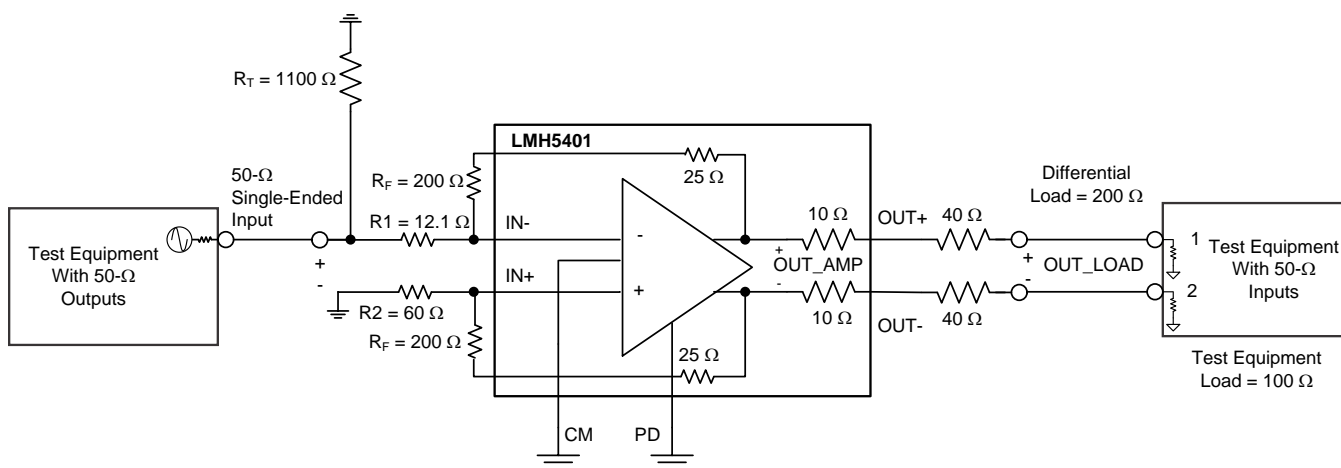 R_T = 1100 Ω
50-Ω
Single-Ended
Input
Test Equipment
With 50-Ω
Outputs
+
-
R1 = 12.1 Ω
R2 = 60 Ω
LMH5401
R_F = 200 Ω
25 Ω
IN-
IN+
R_F = 200 Ω
25 Ω
-
+
CM
PD
10 Ω
OUT+
40 Ω
+
OUT_AMP
-
10 Ω
OUT-
40 Ω
Differential
Load = 200 Ω
+
OUT_LOAD
-
1
2
Test Equipment
With 50-Ω
Inputs
Test Equipment
Load = 100 Ω